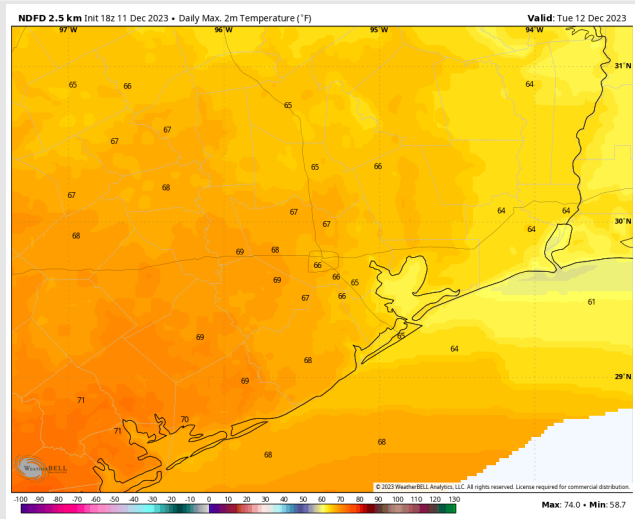 NDFD 2.5 km Init 18z 11 Dec 2023 • Daily Max. 2m Temperature (°F)
Valid: Tue 12 Dec 2023
97°W 96°W 95°W 94°W
31°N
65 66 64
65
67
67
65 66
68
67
67 64 64
67
64
68
30°N
69 68
66
66
69 65
67 66
61
69 65
64
68
29°N
69
71
70
71
68
68
WeatherBELL
© 2023 WeatherBELL Analytics, LLC. All rights reserved. License required for commercial distribution.
-100 -90 -80 -70 -60 -50 -40 -30 -20 -10 0 10 20 30 40 50 60 70 80 90 100 110 120 130
Max: 74.0 • Min: 58.7